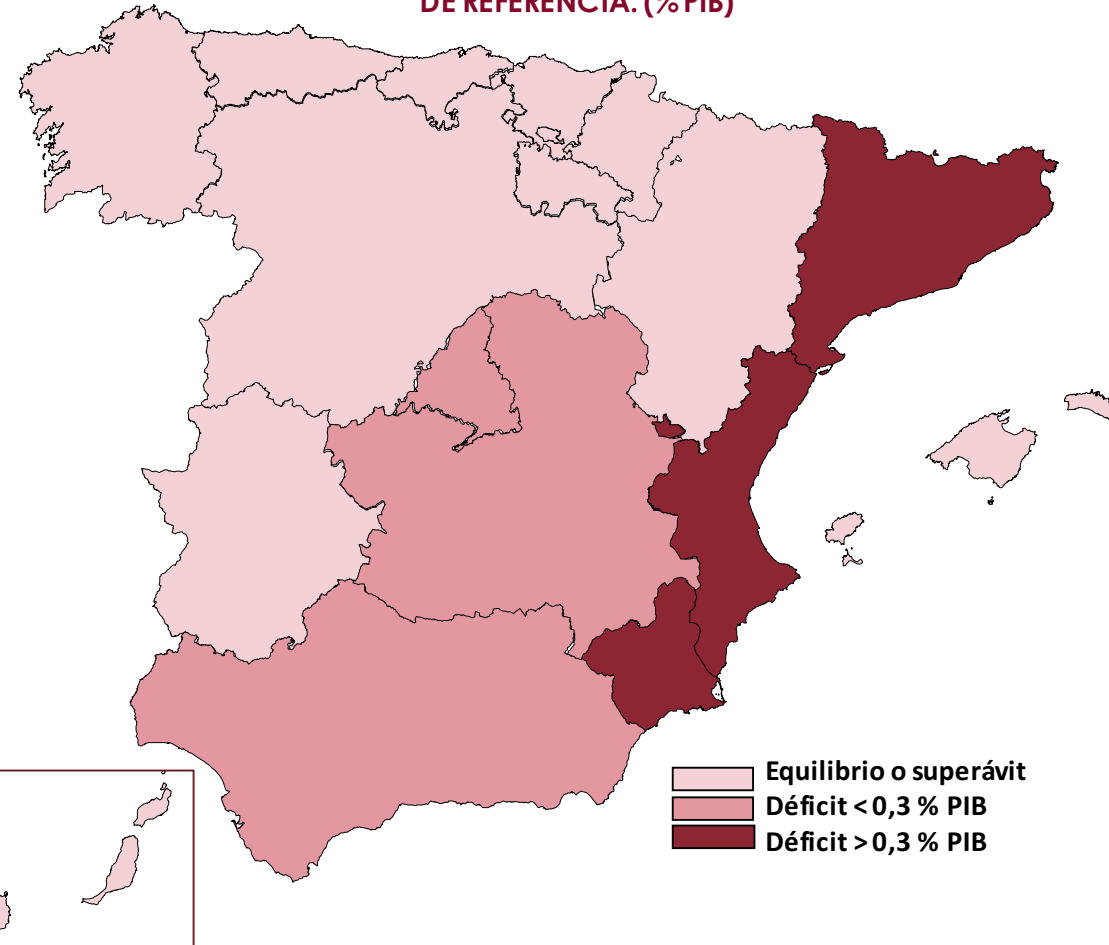 DE REFERENCIA. (% PIB)
Equilibrio o superávit
Déficit < 0,3 % PIB
Déficit > 0,3 % PIB